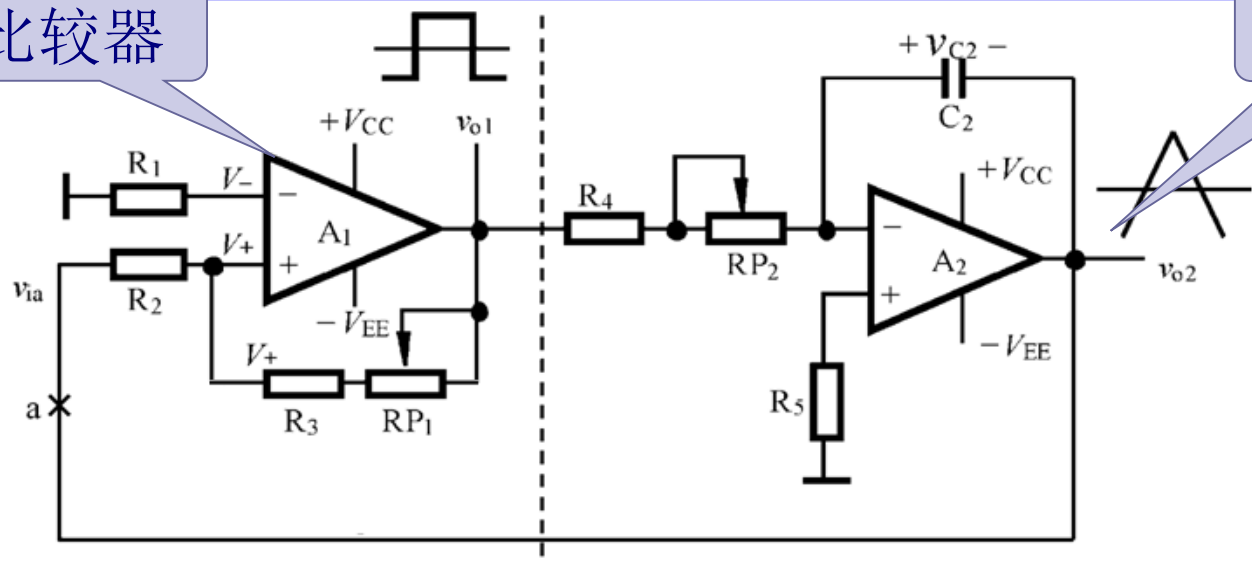 比较器
+VCC
vo1
R1
V−
−
A1
V+
+
R2
via
−VEE
V+
R3
RP1
a
R4
RP2
+vC2−
C2
+VCC
−
A2
+
vo2
−VEE
R5